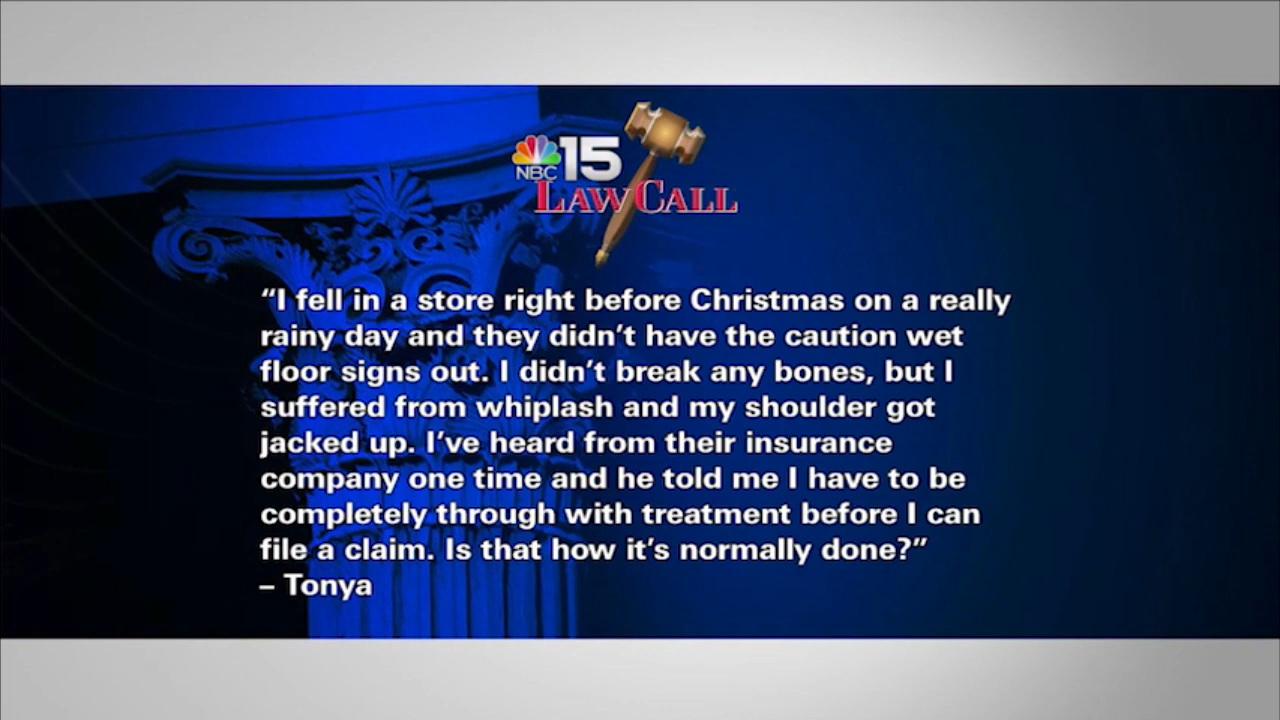 NBC 15
LAWCALL
“I fell in a store right before Christmas on a really
rainy day and they didn’t have the caution wet
floor signs out. I didn’t break any bones, but I
suffered from whiplash and my shoulder got
jacked up. I’ve heard from their insurance
company one time and he told me I have to be
completely through with treatment before I can
file a claim. Is that how it’s normally done?”
– Tonya